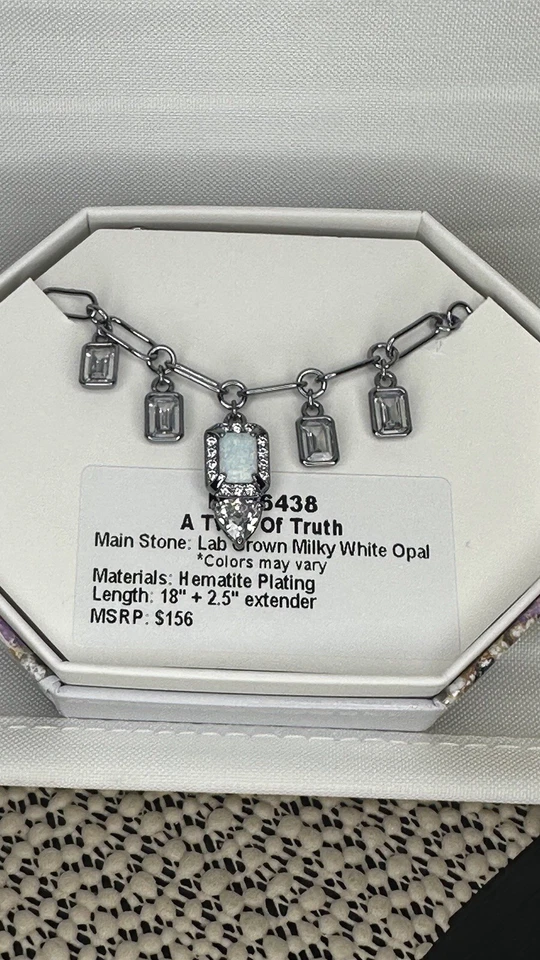 6438
A Of Truth
Main Stone: Lab Grown Milky White Opal
*Colors may vary
Materials: Hematite Plating
Length: 18" + 2.5" extender
MSRP: $156